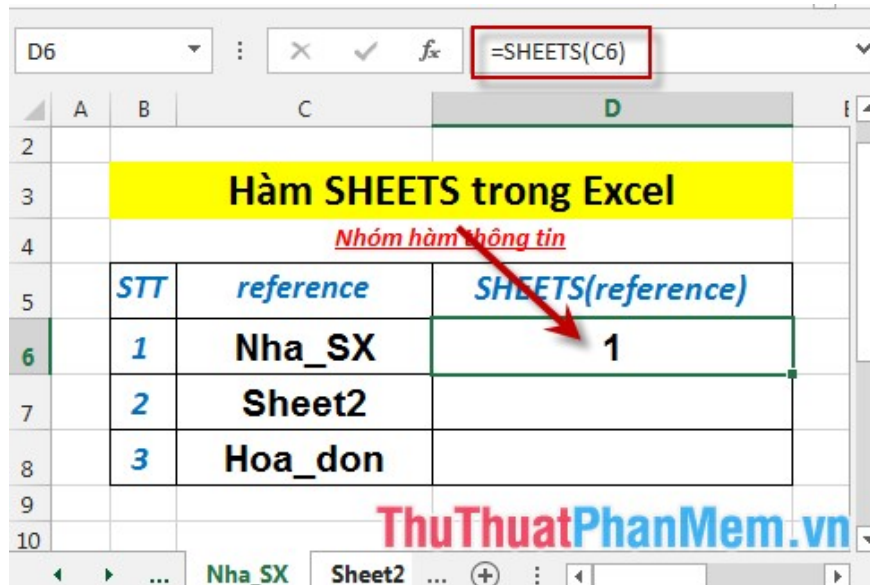 D6 fx =SHEETS(C6)
A B C D E
2
3 Hàm SHEETS trong Excel
4 Nhóm hàm thông tin
5 STT reference SHEETS(reference)
6 1 Nha_SX 1
7 2 Sheet2
8 3 Hoa_don
9
10 ThuThuatPhanMem.vn
... Nha_SX Sheet2 ...